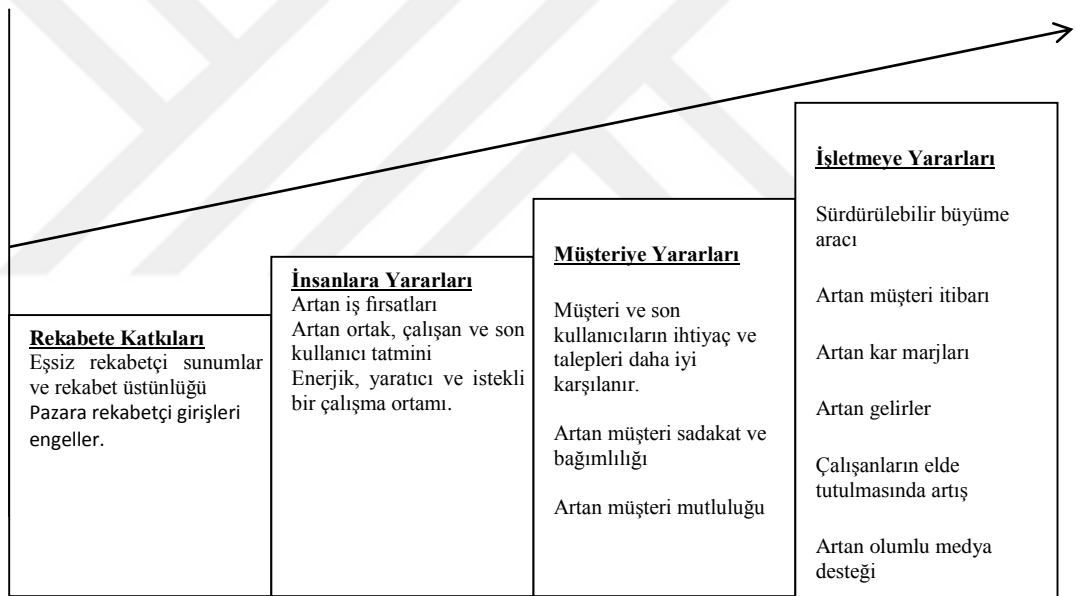 Rekabete Katkıları
Eşsiz rekabetçi sunumlar
ve rekabet üstünlüğü
Pazara rekabetçi girişleri
engeller.
İnsanlara Yararları
Artan iş fırsatları
Artan ortak, çalışan ve son
kullanıcı tatmini
Enerjik, yaratıcı ve istekli
bir çalışma ortamı.
Müşteriye Yararları
Müşteri ve son
kullanıcıların ihtiyaç ve
talepleri daha iyi
karşılanır.
Artan müşteri sadakat ve
bağımlılığı
Artan müşteri mutluluğu
İşletmeye Yararları
Sürdürülebilir büyüme
aracı
Artan müşteri itibarı
Artan kar marjları
Artan gelirler
Çalışanların elde
tutulmasında artış
Artan olumlu medya
desteği